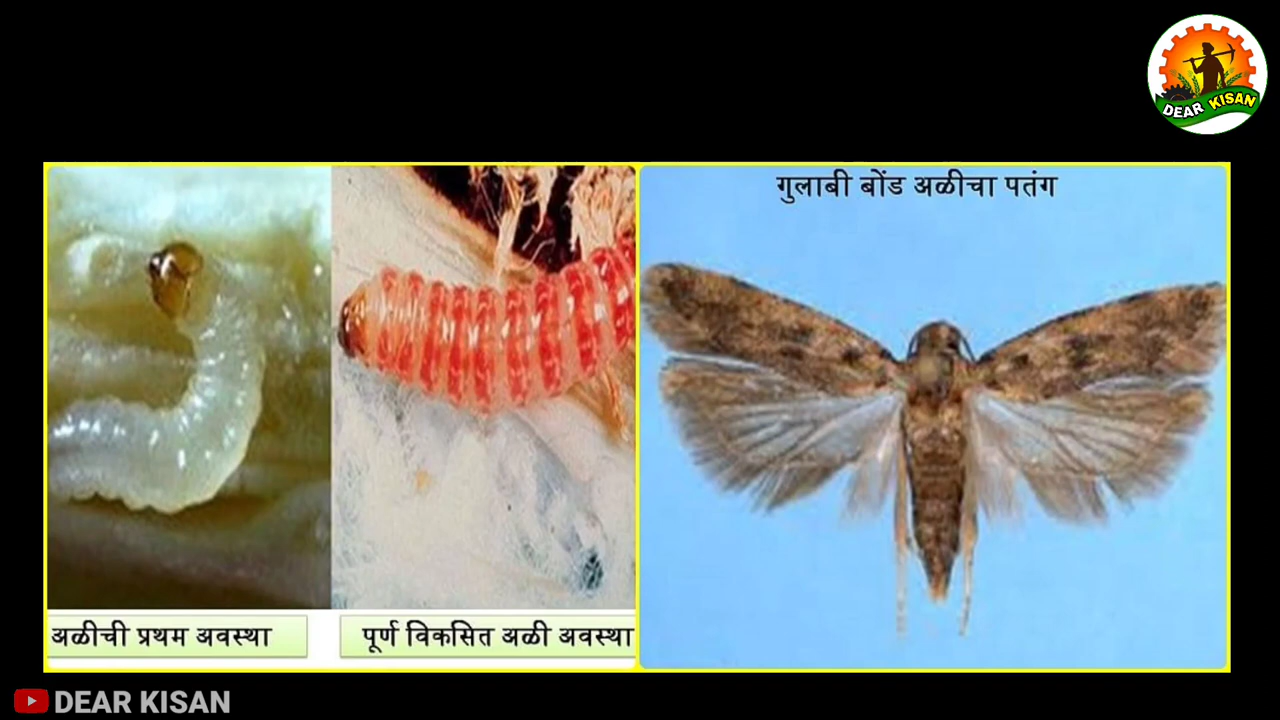 DEAR KISAN
गुलाबी बोंड अळीचा पतंग
अळीची प्रथम अवस्था
पूर्ण विकसित अळी अवस्था
DEAR KISAN